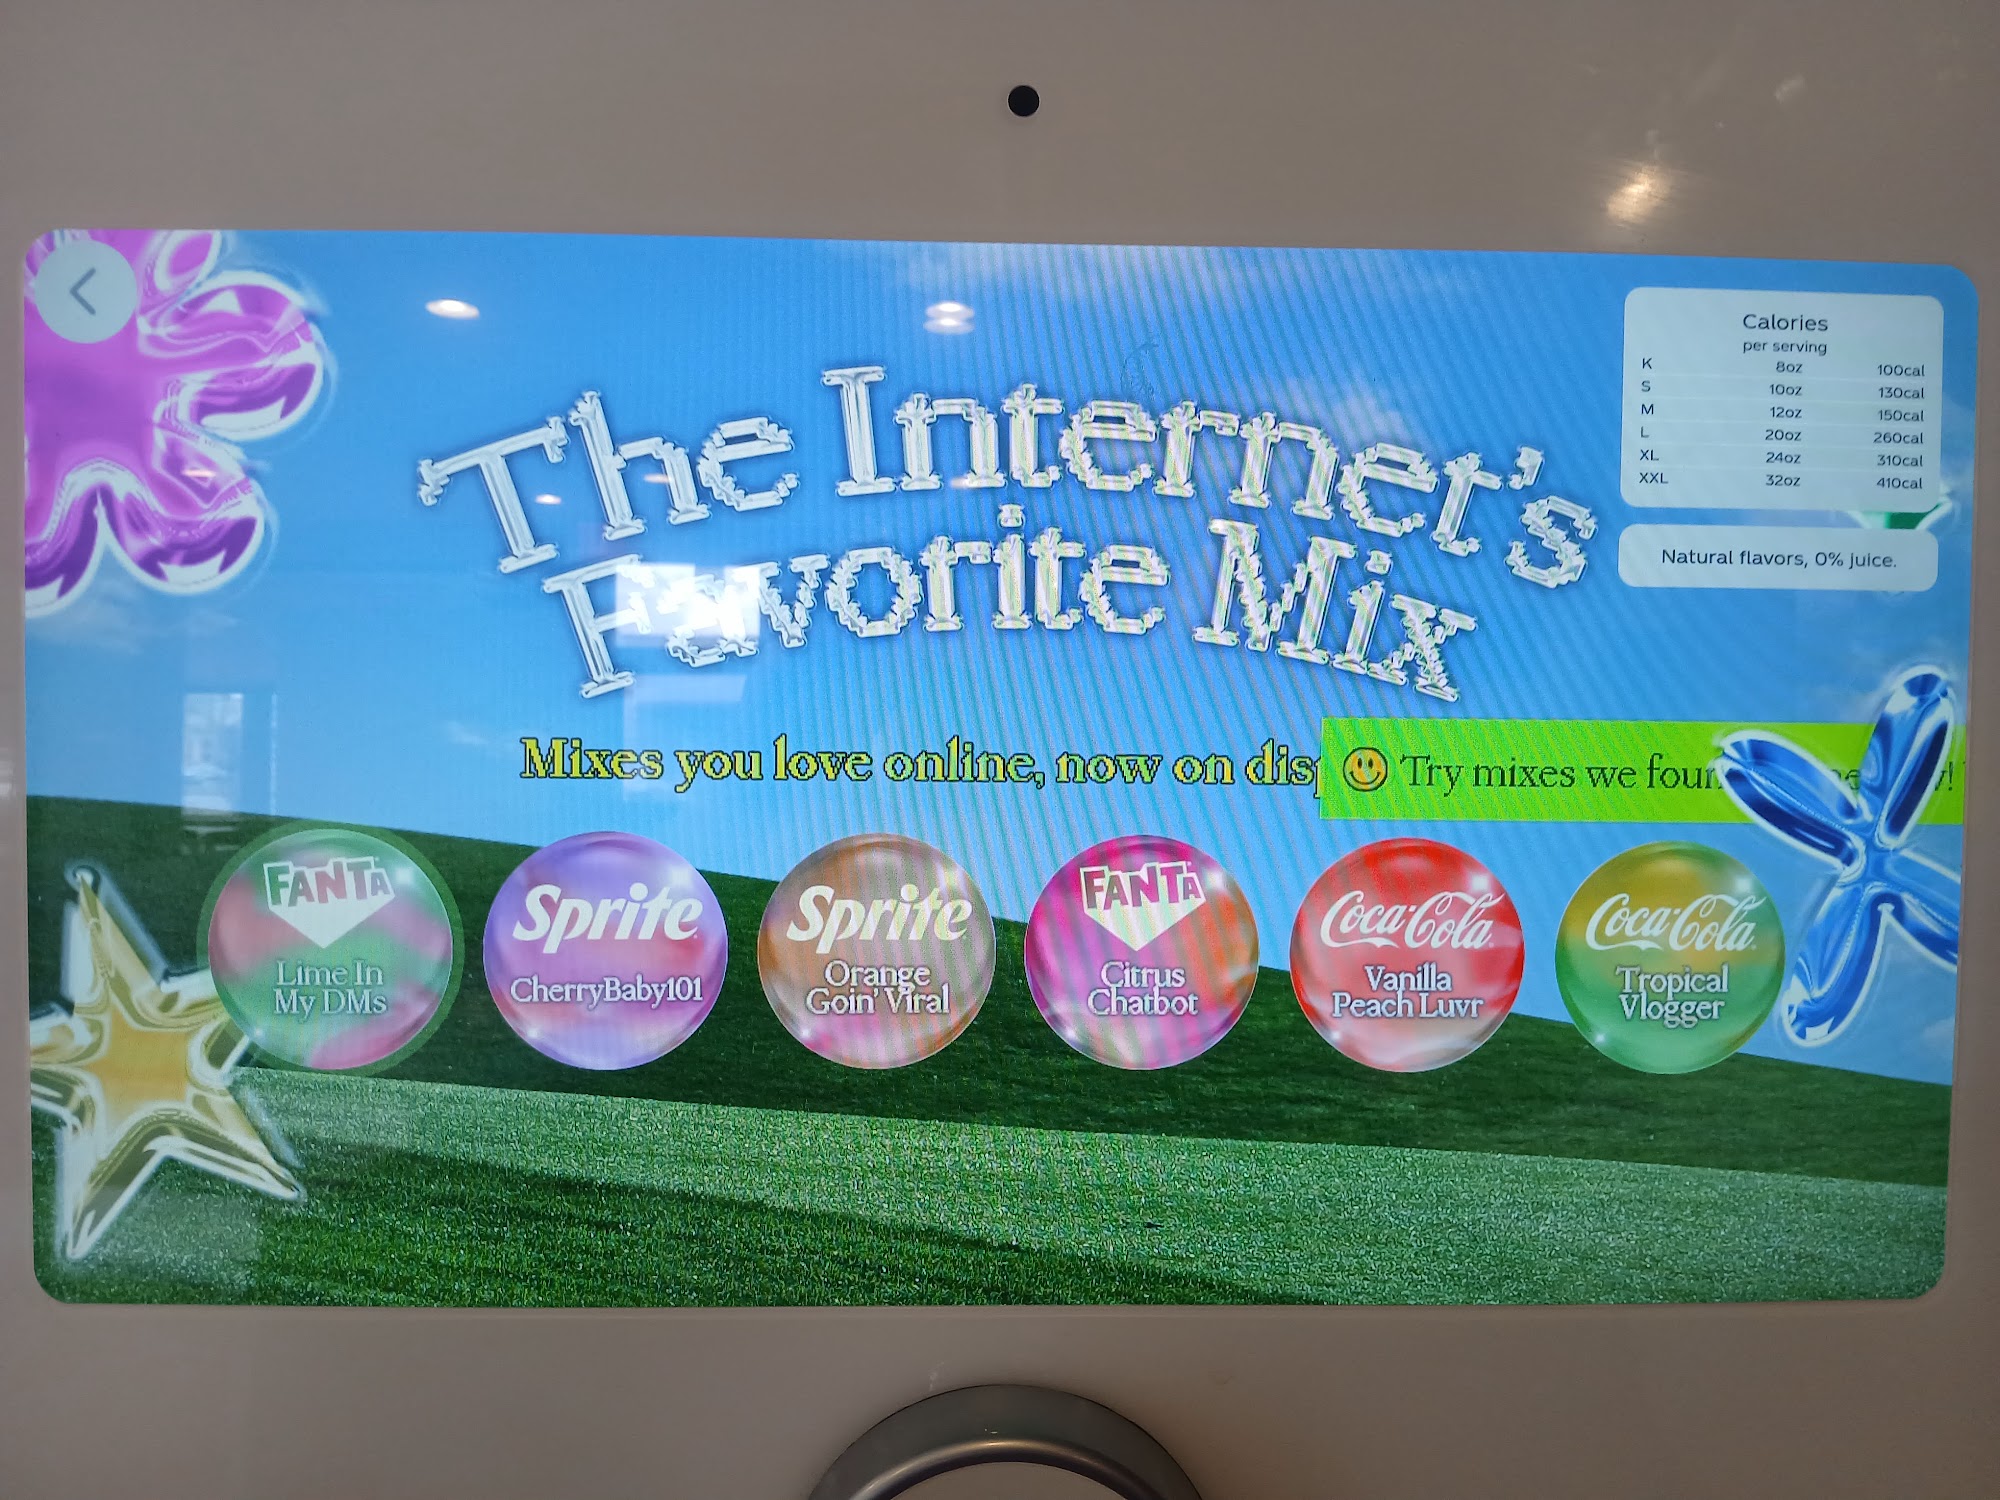 The Internet's
Favorite Mix
Calories
per serving
K 8oz 100cal
S 10oz 130cal
M 12oz 150cal
L 20oz 260cal
XL 24oz 310cal
XXL 32oz 410cal
Natural flavors, 0% juice.
Mixes you love online, now on
Try mixes we
FANTA
Lime In
My DMs
Sprite
CherryBaby101
Sprite
Orange
Goin' Viral
FANTA
Citrus
Chatbot
Coca-Cola
Vanilla
Peach Luvr
Coca-Cola
Tropical
Vlogger